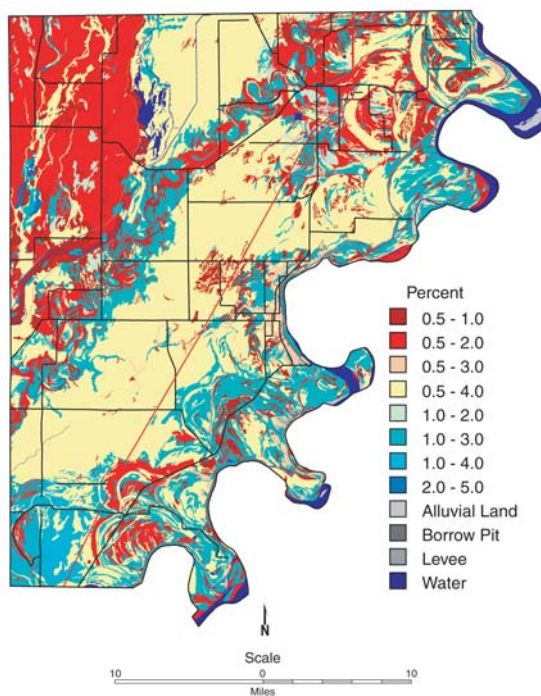 Percent
0.5 - 1.0
0.5 - 2.0
0.5 - 3.0
0.5 - 4.0
1.0 - 2.0
1.0 - 3.0
1.0 - 4.0
2.0 - 5.0
Alluvial Land
Borrow Pit
Levee
Water
N
Scale
10 0 10
Miles